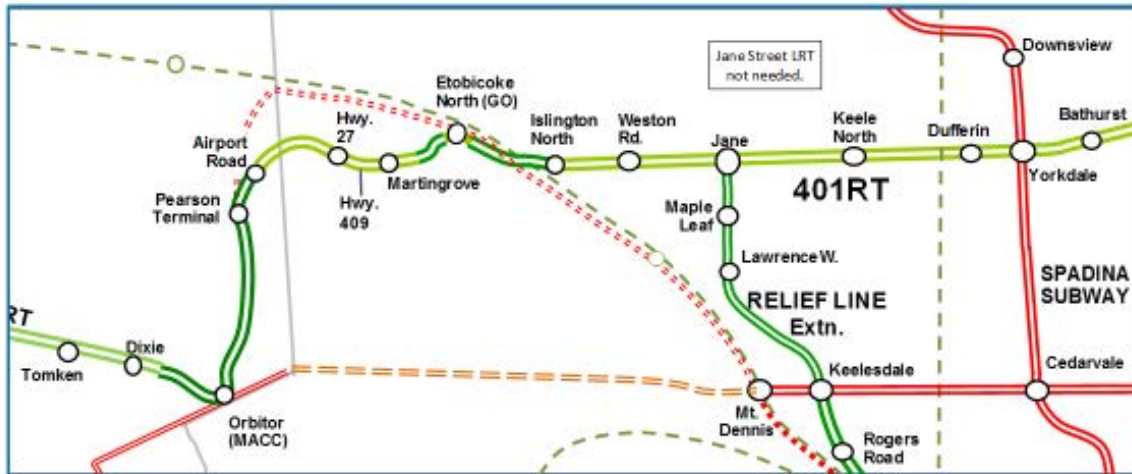 Downsview
Jane Street LRT
not needed.
Etobicoke
North (GO)
Hwy.
27
Islington
North
Weston
Rd.
Keele
North
Bathurst
Dufferin
Airport
Road
Jane
Martingrove
401RT
Yorkdale
Pearson
Terminal
Hwy.
409
Maple
Leaf
Lawrence W.
SPADINA
SUBWAY
RELIEF LINE
Extn.
RT
Dixie
Tomken
Keelesdale
Cedarvale
Orbitor
(MACC)
Mt.
Dennis
Rogers
Road